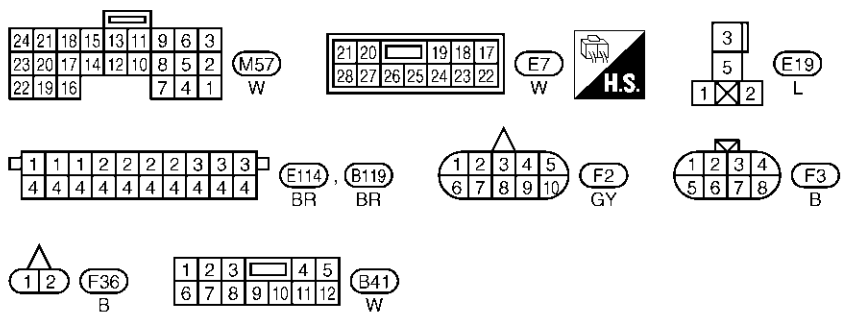 24 21 18 15 13 11 9 6 3
23 20 17 14 12 10 8 5 2
22 19 16 7 4 1
M57
W
21 20 19 18 17
28 27 26 25 24 23 22
E7
W
H.S.
3
5
1 2
E19
L
1 1 1 2 2 2 2 3 3 3
4 4 4 4 4 4 4 4 4 4
E114 , B119
BR BR
1 2 3 4 5
6 7 8 9 10
F2
GY
1 2 3 4
5 6 7 8
F3
B
1 2
F36
B
1 2 3 4 5
6 7 8 9 10 11 12
B41
W